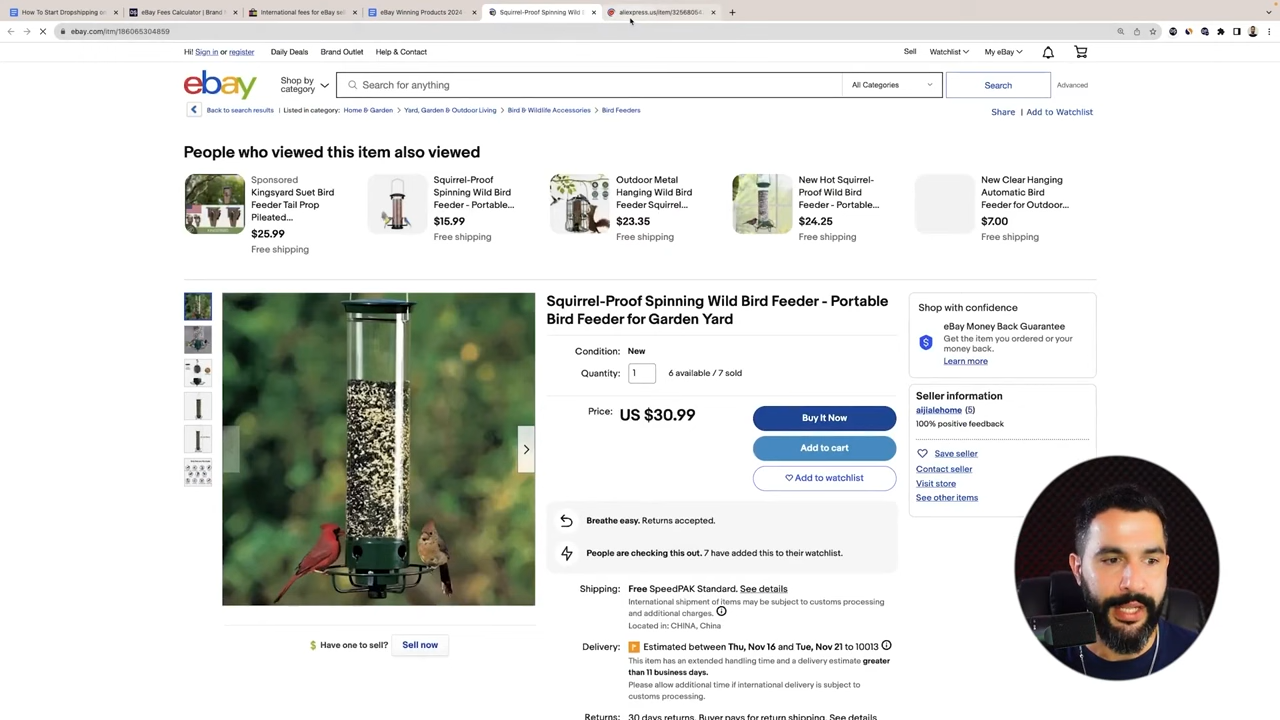 How To Start Dropshipping o
eBay Fees Calculator | Brand
International fees for eBay sel
eBay Winning Products 2024
Squirrel-Proof Spinning Wild
aliexpress.us/item/32568054
ebay.com/itm/186065304859
Hi! Sign in or register
Daily Deals
Brand Outlet
Help & Contact
Sell
Watchlist
My eBay
ebay
Shop by
category
Search for anything
All Categories
Search
Advanced
Back to search results
Listed in category:
Home & Garden
Yard, Garden & Outdoor Living
Bird & Wildlife Accessories
Bird Feeders
Share | Add to Watchlist
People who viewed this item also viewed
Sponsored
Kingsyard Suet Bird
Feeder Tail Prop
Pileated...
$25.99
Free shipping
Squirrel-Proof
Spinning Wild Bird
Feeder - Portable...
$15.99
Free shipping
Outdoor Metal
Hanging Wild Bird
Feeder Squirrel...
$23.35
Free shipping
New Hot Squirrel-
Proof Wild Bird
Feeder - Portable...
$24.25
Free shipping
New Clear Hanging
Automatic Bird
Feeder for Outdoor...
$7.00
Free shipping
Squirrel-Proof Spinning Wild Bird Feeder - Portable
Bird Feeder for Garden Yard
Condition: New
Quantity: 1 6 available / 7 sold
Price: US $30.99
Buy It Now
Add to cart
Add to watchlist
Breathe easy. Returns accepted.
People are checking this out. 7 have added this to their watchlist.
Shipping: Free SpeedPAK Standard. See details
International shipment of items may be subject to customs processing
and additional charges.
Located in: CHINA, China
Delivery: Estimated between Thu, Nov 16 and Tue, Nov 21 to 10013
This item has an extended handling time and a delivery estimate greater
than 11 business days.
Please allow additional time if international delivery is subject to
customs processing.
Returns: 30 days returns. Buyer pays for return shipping. See details
Shop with confidence
eBay Money Back Guarantee
Get the item you ordered or your
money back.
Learn more
Seller information
aijialehome (5)
100% positive feedback
Save seller
Contact seller
Visit store
See other items
Have one to sell? Sell now